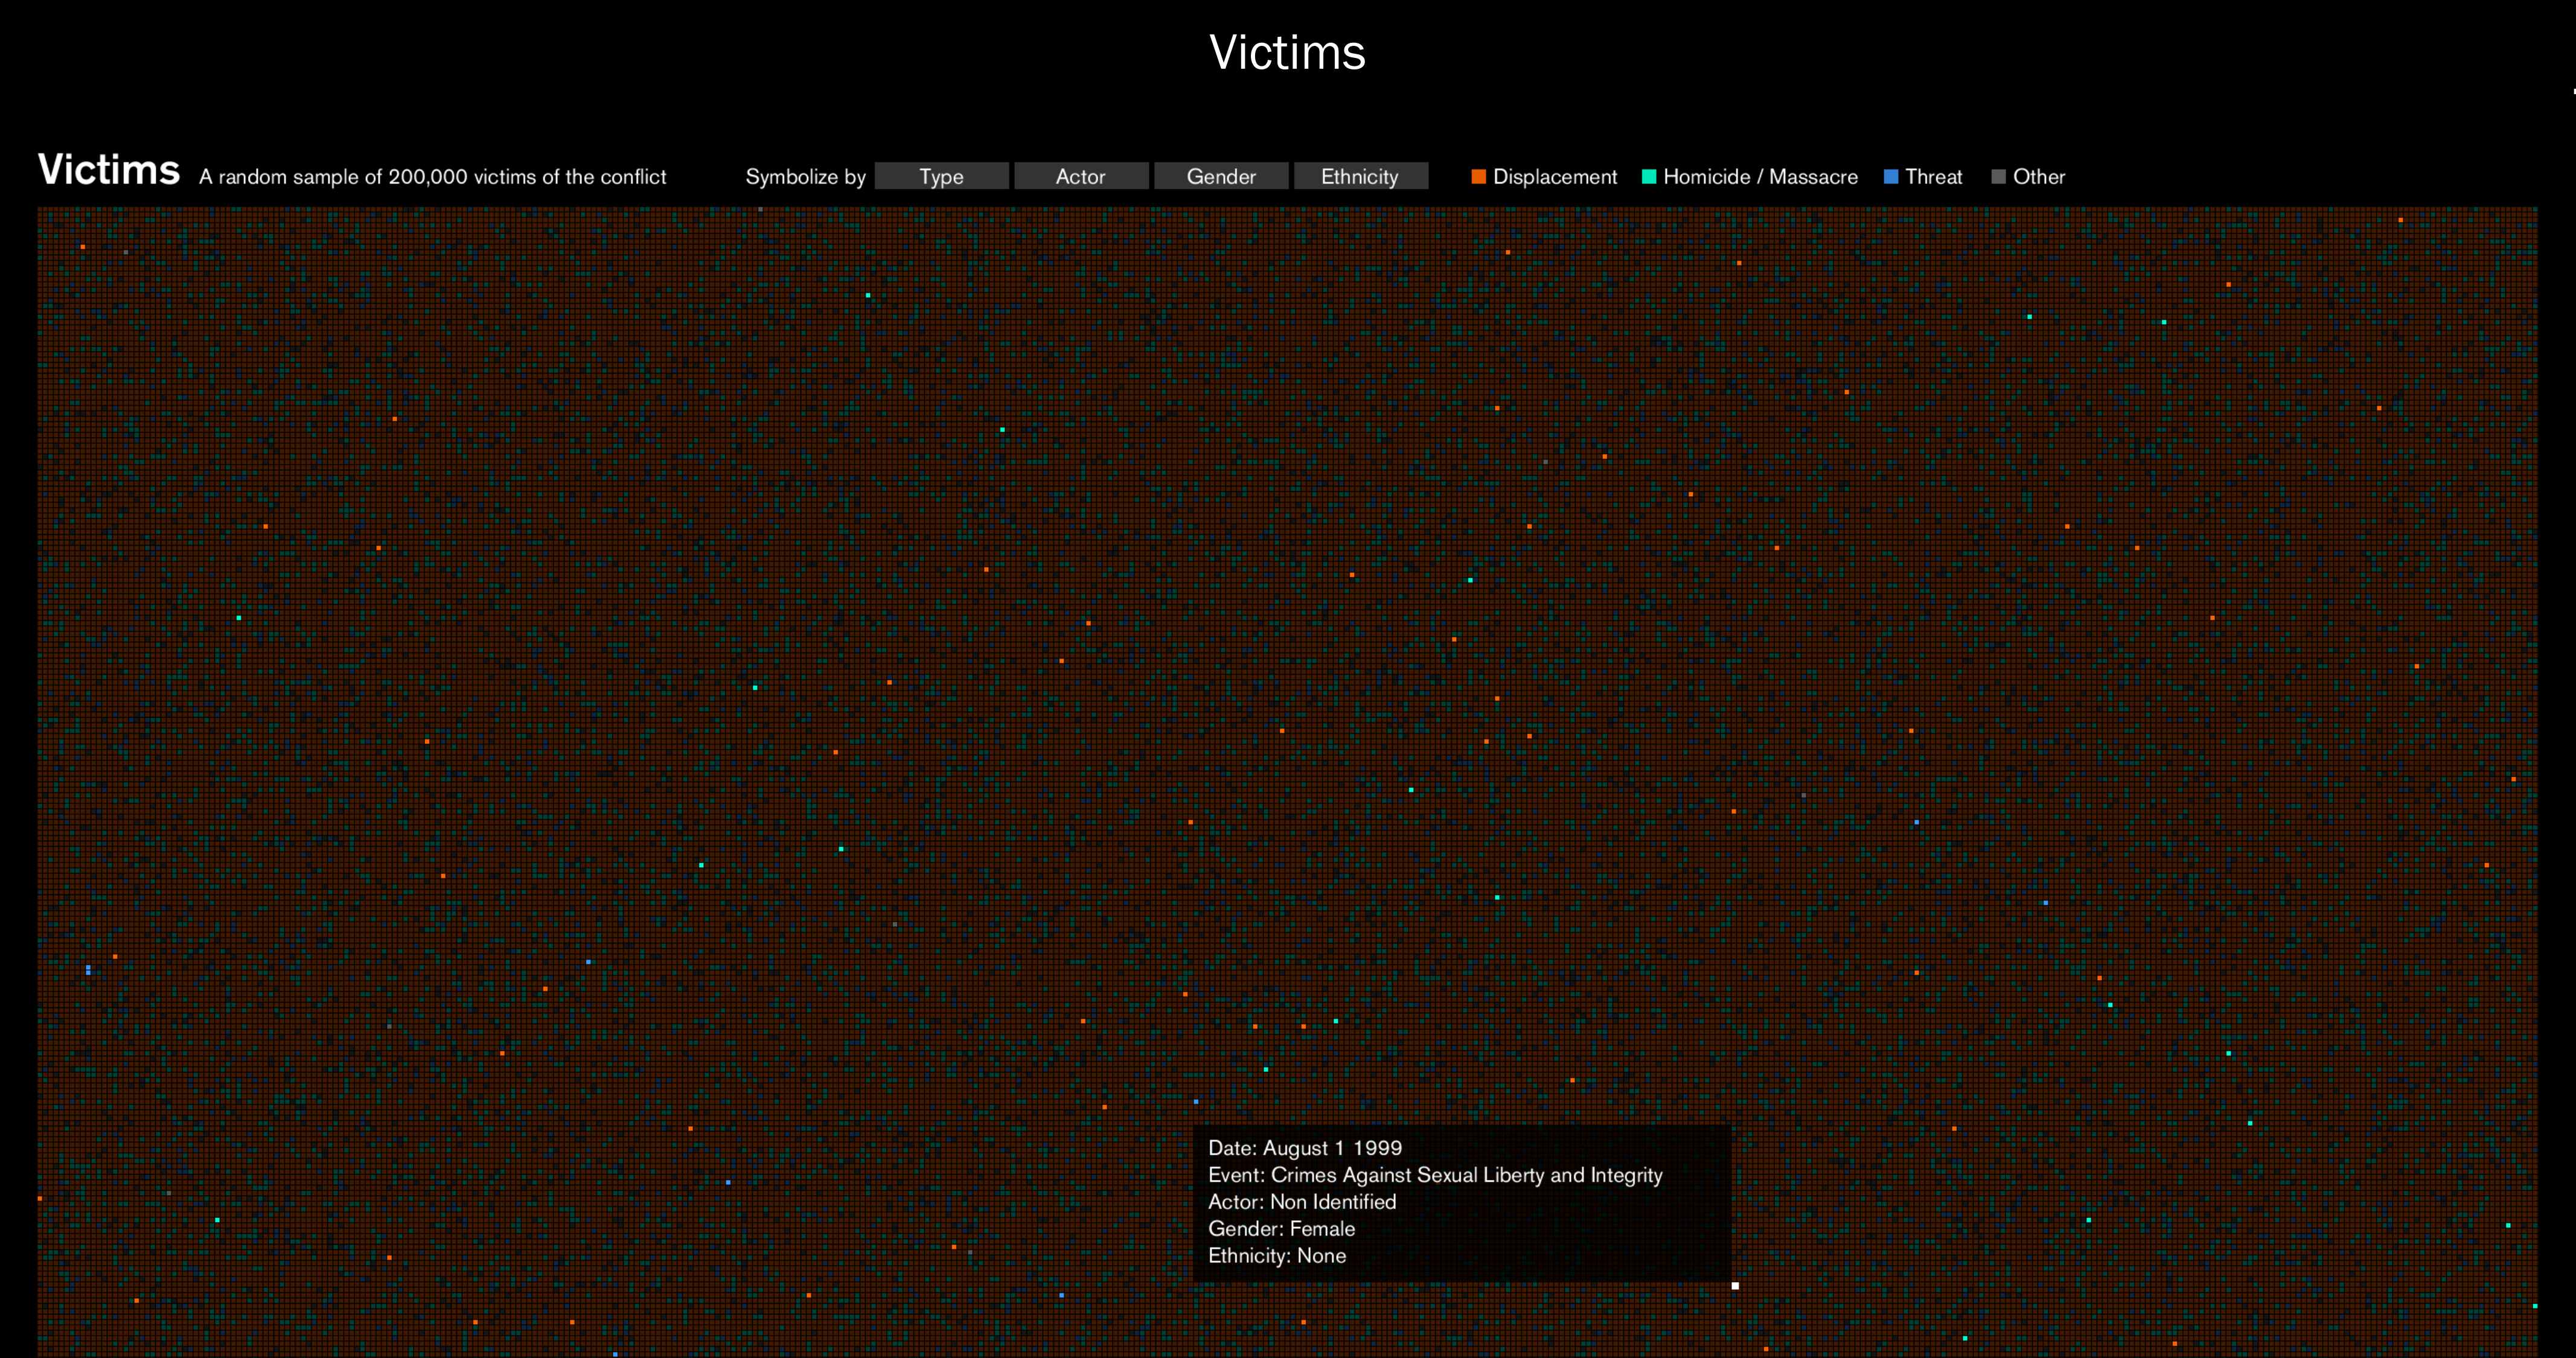 Victims
Victims A random sample of 200,000 victims of the conflict Symbolize by Type Actor Gender Ethnicity Displacement Homicide / Massacre Threat Other
Date: August 1 1999
Event: Crimes Against Sexual Liberty and Integrity
Actor: Non Identified
Gender: Female
Ethnicity: None